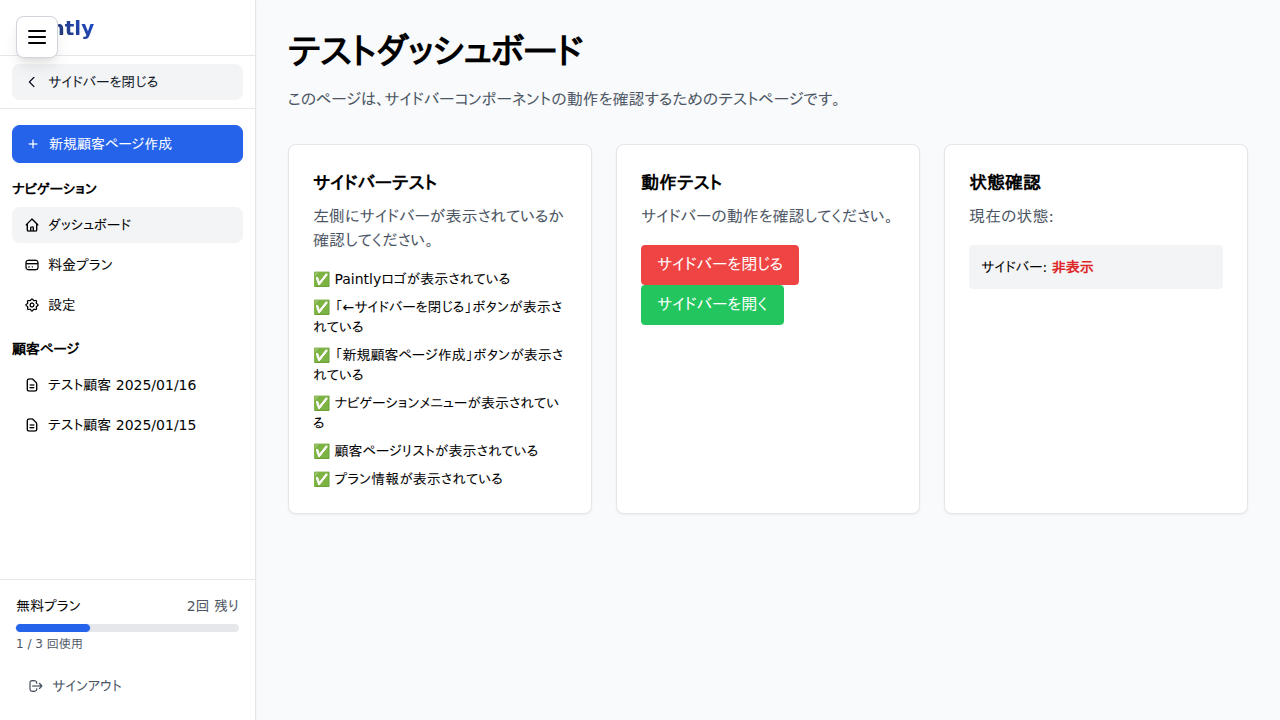 ntly
サイドバーを閉じる
新規顧客ページ作成
ナビゲーション
ダッシュボード
料金プラン
設定
顧客ページ
テスト顧客 2025/01/16
テスト顧客 2025/01/15
無料プラン 2回 残り
1 / 3 回使用
サインアウト
テストダッシュボード
このページは、サイドバーコンポーネントの動作を確認するためのテストページです。
サイドバーテスト
左側にサイドバーが表示されているか
確認してください。
✅ Paintlyロゴが表示されている
✅ 「←サイドバーを閉じる」ボタンが表示さ
れている
✅ 「新規顧客ページ作成」ボタンが表示さ
れている
✅ ナビゲーションメニューが表示されてい
る
✅ 顧客ページリストが表示されている
✅ プラン情報が表示されている
動作テスト
サイドバーの動作を確認してください。
サイドバーを閉じる
サイドバーを開く
状態確認
現在の状態:
サイドバー: 非表示